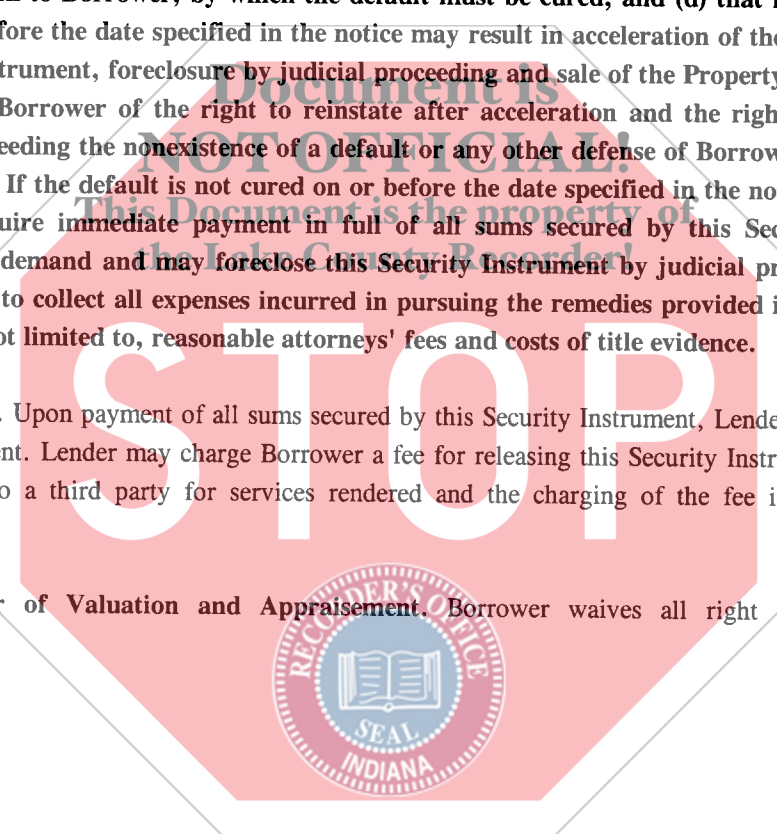 to Borrower, by which the default must be cured; and (d) that
fore the date specified in the notice may result in acceleration of the
trument, foreclosure by judicial proceeding and sale of the Property
Borrower of the right to reinstate after acceleration and the righ
eeding the nonexistence of a default or any other defense of Borrow
If the default is not cured on or before the date specified in the no
uire immediate payment in full of all sums secured by this Sec
demand and may foreclose this Security Instrument by judicial pr
to collect all expenses incurred in pursuing the remedies provided i
ot limited to, reasonable attorneys' fees and costs of title evidence.
. Upon payment of all sums secured by this Security Instrument, Lende
nt. Lender may charge Borrower a fee for releasing this Security Instr
o a third party for services rendered and the charging of the fee i
r of Valuation and Appraisement. Borrower waives all right
Document is
NOT OFFICIAL!
This Document is the property of
the Lake County Recorder!
STOP
RECORDER'S OFFICE
SEAL
INDIANA